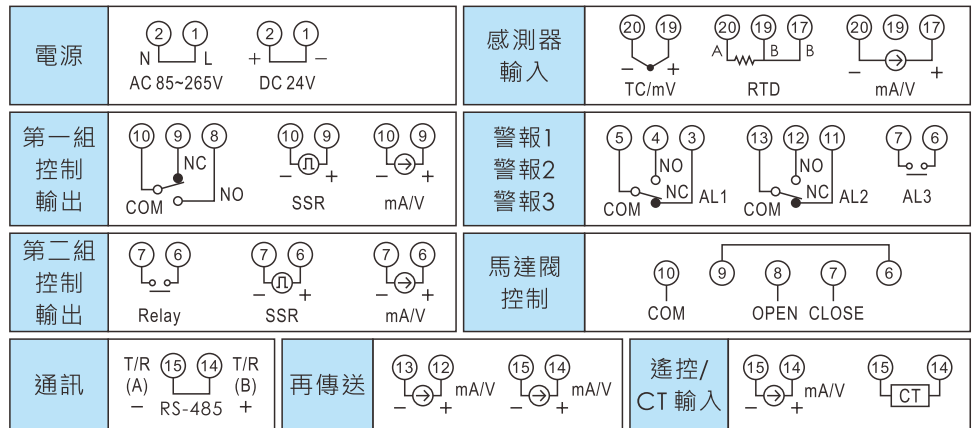 電源
2 1
N L
AC 85~265V
2 1
+ −
DC 24V
感測器
輸入
20 19
− +
TC/mV
20 19 17
A B B
RTD
20 19 17
− +
mA/V
第一組
控制
輸出
10 9 8
NC
COM NO
10 9
− +
SSR
10 9
− +
mA/V
警報1
警報2
警報3
5 4 3
NO
NC
COM AL1
13 12 11
NO
NC
COM AL2
7 6
AL3
第二組
控制
輸出
7 6
Relay
7 6
− +
SSR
7 6
− +
mA/V
馬達閥
控制
10 9 8 7 6
COM OPEN CLOSE
通訊
T/R 15 14 T/R
(A) (B)
− RS-485 +
再傳送
13 12
mA/V
− +
15 14
mA/V
− +
遙控/
CT 輸入
15 14
mA/V
− +
15 14
CT